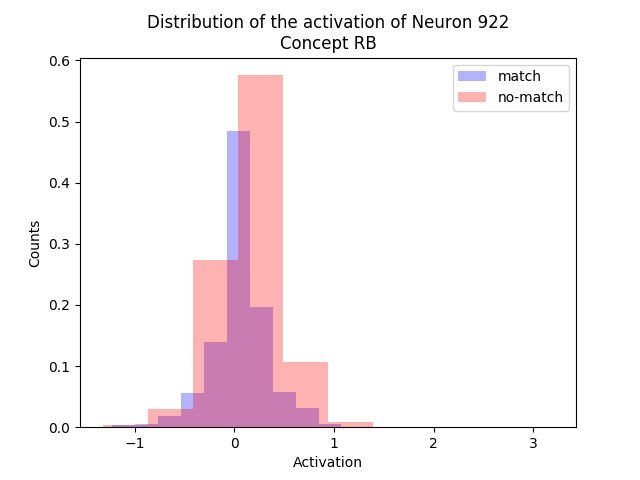 Distribution of the activation of Neuron 922
Concept RB
match
no-match
0.6
0.5
0.4
0.3
0.2
0.1
0.0
Counts
−1
0
1
2
3
Activation